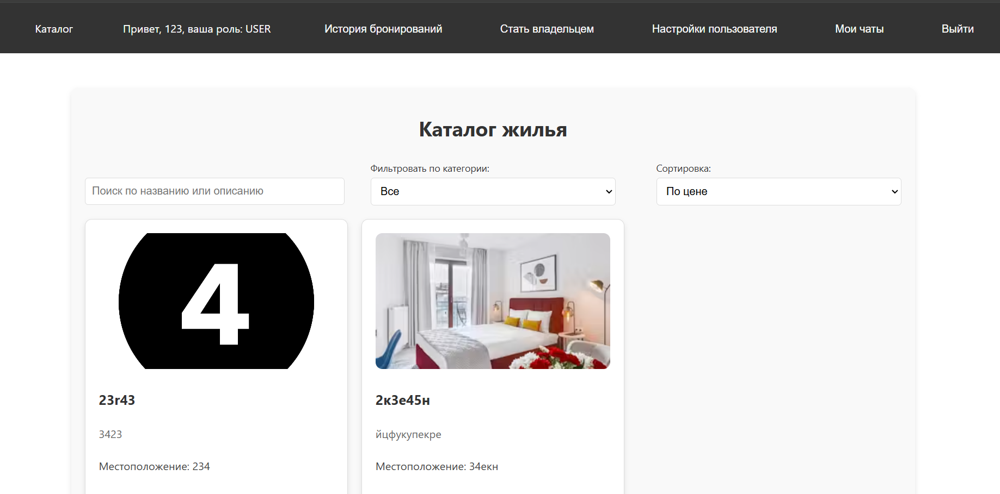 Каталог
Привет, 123, ваша роль: USER
История бронирований
Стать владельцем
Настройки пользователя
Мои чаты
Выйти
Каталог жилья
Поиск по названию или описанию
Фильтровать по категории:
Все
Сортировка:
По цене
4
23r43
3423
Местоположение: 234
2к3е45н
йцфукупекре
Местоположение: 34екн